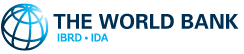 THE WORLD BANK
IBRD • IDA